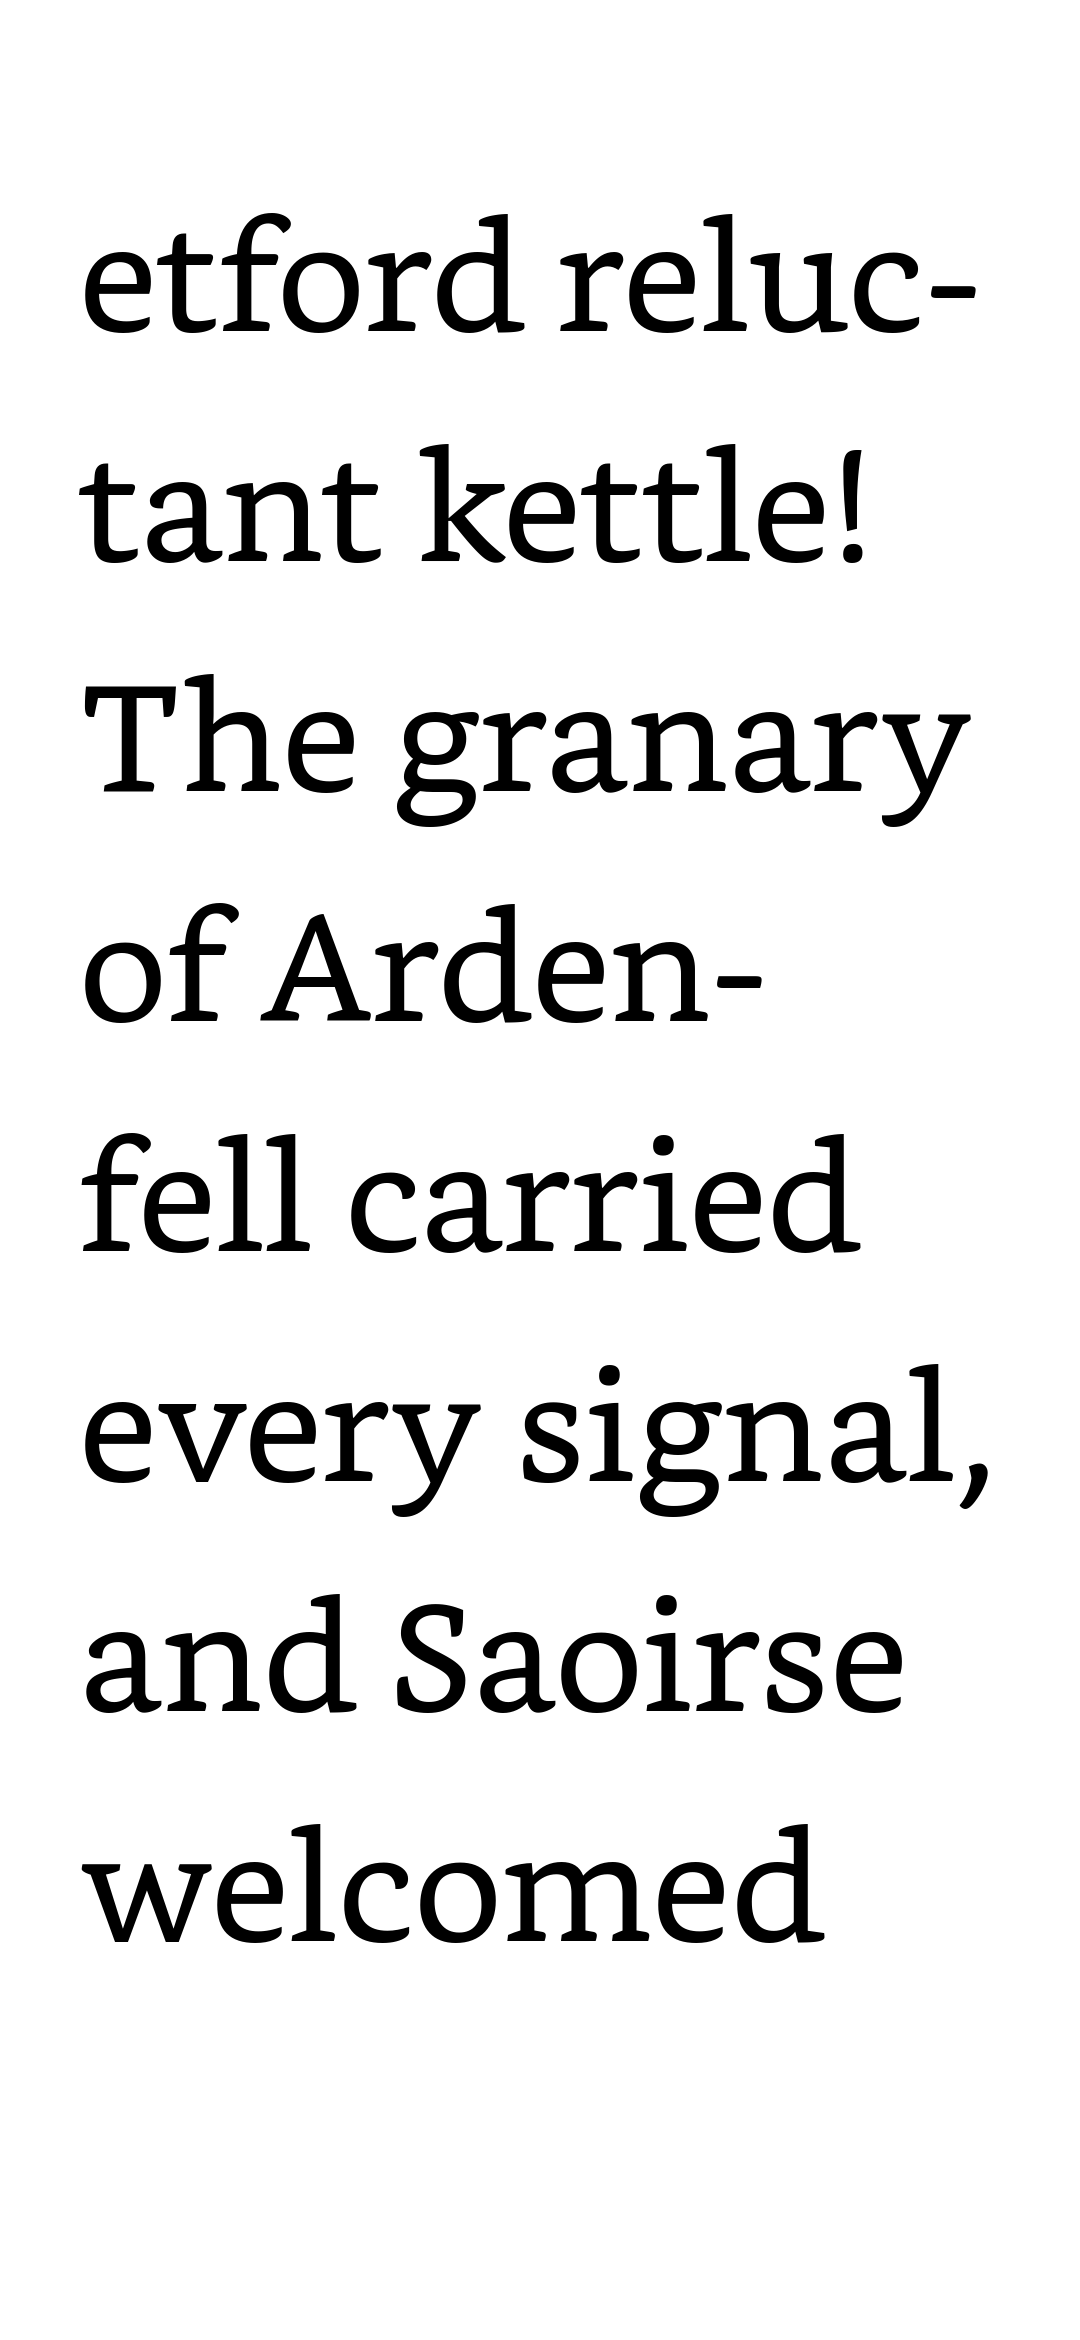 etford reluc-
tant kettle!
The granary
of Arden-
fell carried
every signal,
and Saoirse
welcomed